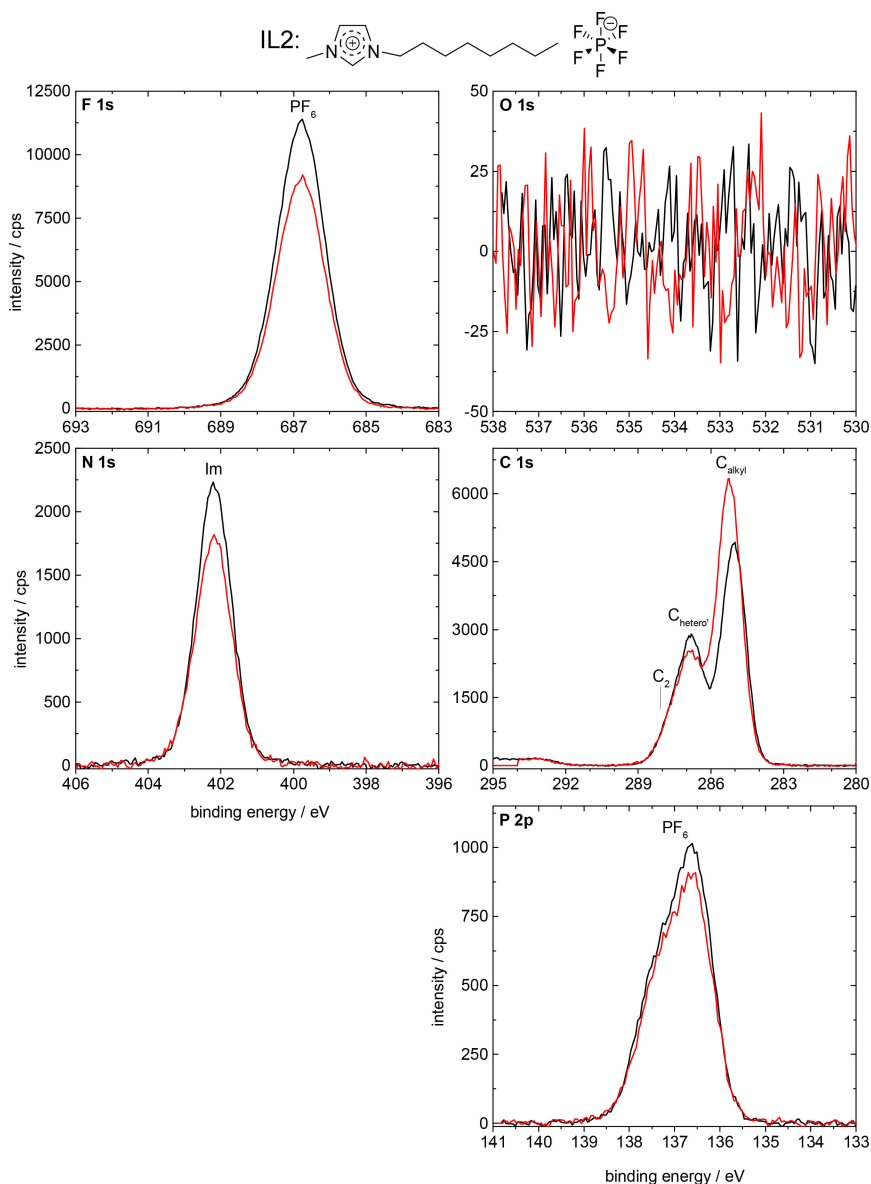 IL2:
N ⊕ N
F ⊖
F F
P
F F
F
F 1s
PF6
12500
10000
7500
5000
2500
0
693 691 689 687 685 683
intensity / cps
O 1s
50
25
0
-25
-50
538 537 536 535 534 533 532 531 530
N 1s
Im
2500
2000
1500
1000
500
0
406 404 402 400 398 396
intensity / cps
binding energy / eV
C 1s
Calkyl
Chetero'
C2
6000
4500
3000
1500
0
295 292 289 286 283 280
P 2p
PF6
1000
750
500
250
0
141 140 139 138 137 136 135 134 133
intensity / cps
binding energy / eV